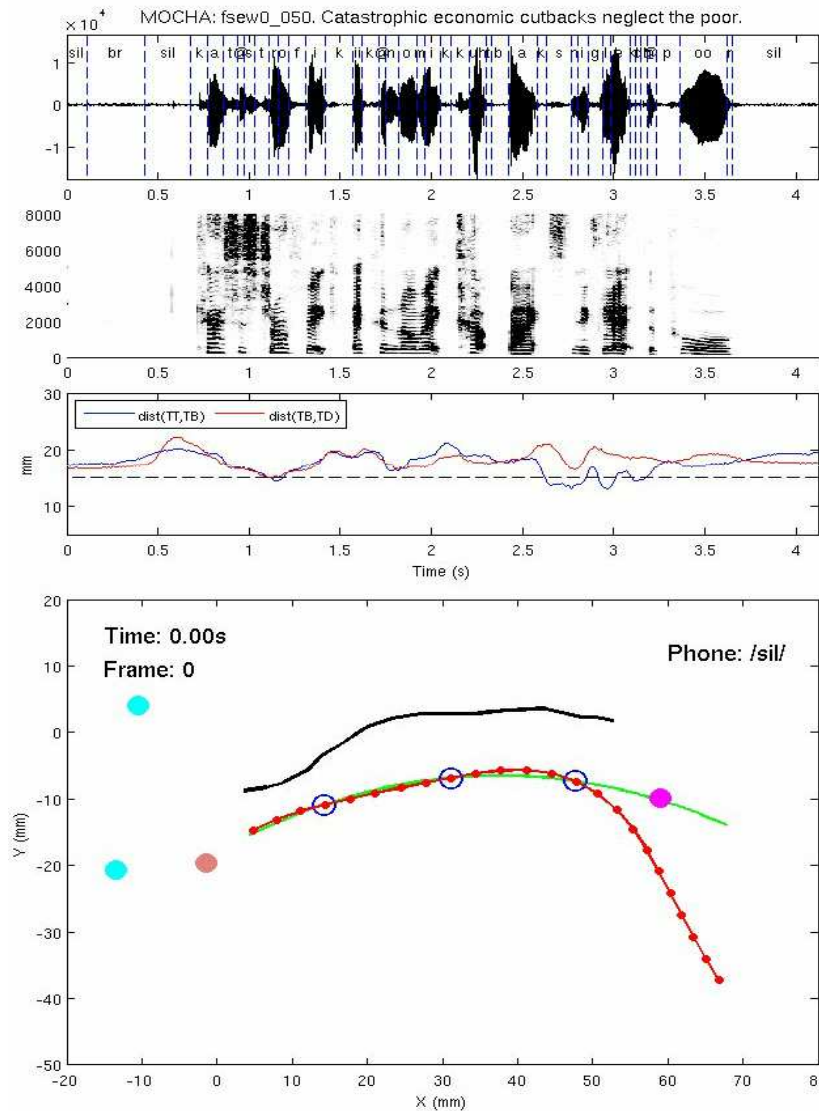 MOCHA: fsew0_050. Catastrophic economic cutbacks neglect the poor.
× 10⁴
sil br sil k a t @ s t r o f i k ii k @ n o m i k k uh t b a k s n i g l e k t dh @ p oo r sil
1
0
-1
0 0.5 1 1.5 2 2.5 3 3.5 4
8000
6000
4000
2000
0
0 0.5 1 1.5 2 2.5 3 3.5 4
30
20
10
mm
dist(TT,TB) dist(TB,TD)
0 0.5 1 1.5 2 2.5 3 3.5 4
Time (s)
20
10
0
-10
-20
-30
-40
-50
Y (mm)
Time: 0.00s
Frame: 0
Phone: /sil/
-20 -10 0 10 20 30 40 50 60 70 80
X (mm)